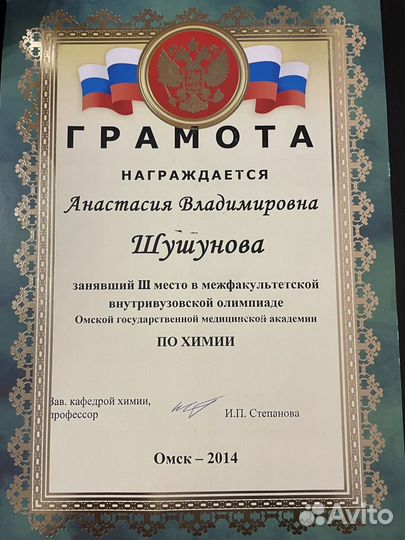 ГРАМОТА
НАГРАЖДАЕТСЯ
Анастасия Владимировна
Шушунова
занявший III место в межфакультетской
внутривузовской олимпиаде
Омской государственной медицинской академии
ПО ХИМИИ
Зав. кафедрой химии,
профессор И.П. Степанова
Омск – 2014
Avito